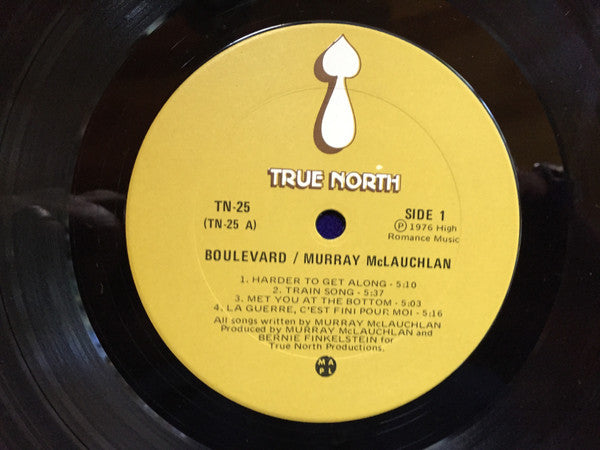 TRUE NORTH
TN-25
(TN-25 A)
SIDE 1
Ⓟ 1976 High
Romance Music
BOULEVARD / MURRAY McLAUCHLAN
1. HARDER TO GET ALONG - 5:10
2. TRAIN SONG - 5:37
3. MET YOU AT THE BOTTOM - 5:03
4. LA GUERRE, C'EST FINI POUR MOI - 5:16
All songs written by MURRAY McLAUCHLAN
Produced by MURRAY McLAUCHLAN and
BERNIE FINKELSTEIN for
True North Productions.
M A
P L